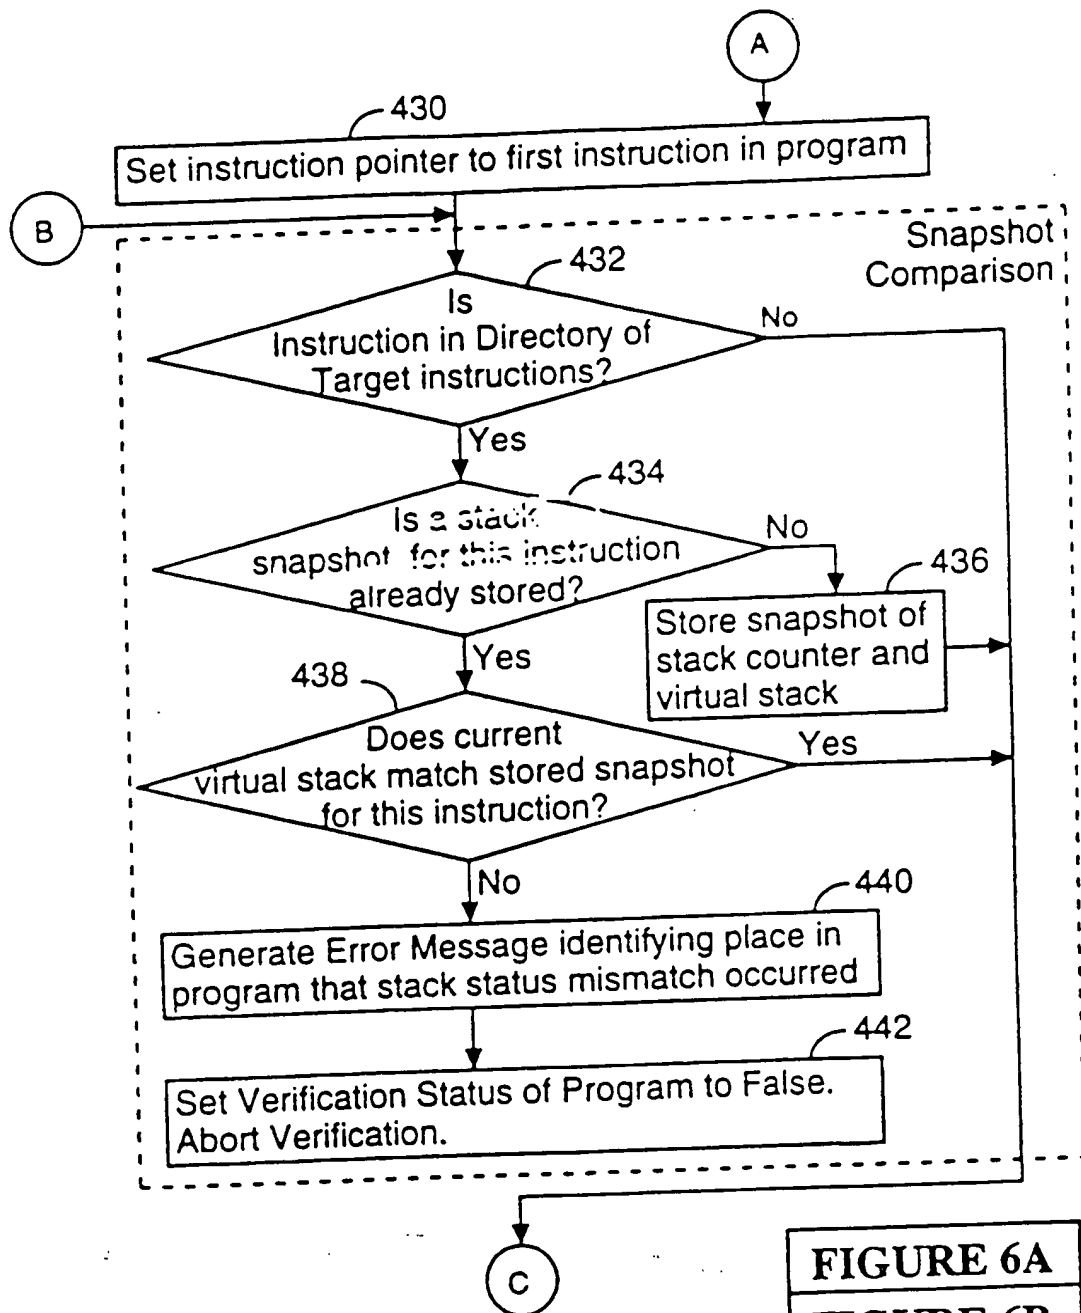 A
430
Set instruction pointer to first instruction in program
B
Snapshot
Comparison
432
Is
Instruction in Directory of
Target instructions?
No
Yes
434
Is a stack
snapshot for this instruction
already stored?
No
436
Store snapshot of
stack counter and
virtual stack
Yes
438
Does current
virtual stack match stored snapshot
for this instruction?
Yes
No
440
Generate Error Message identifying place in
program that stack status mismatch occurred
442
Set Verification Status of Program to False.
Abort Verification.
C
FIGURE 6A
FIGURE 6B